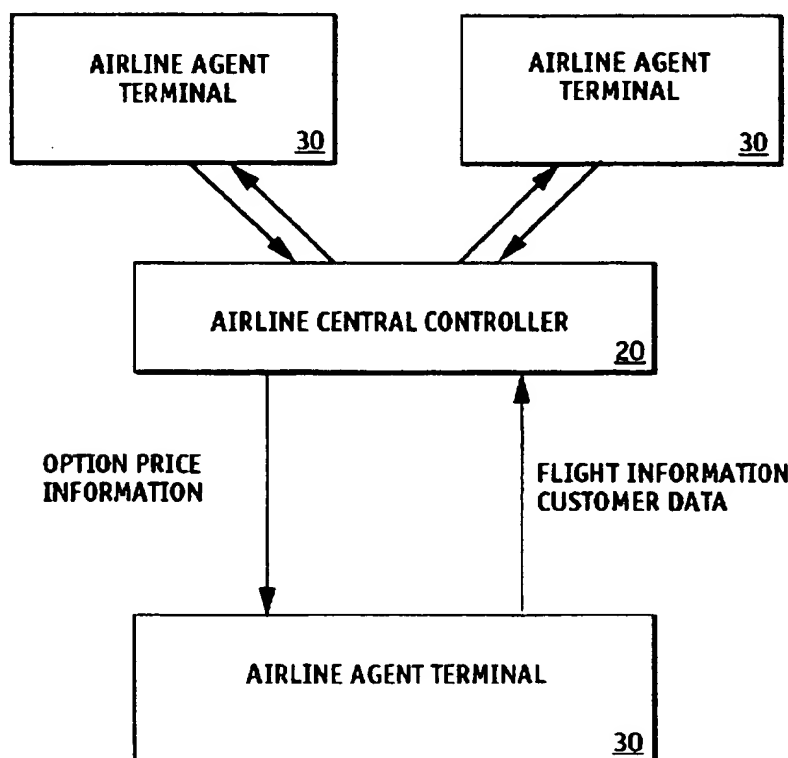 AIRLINE AGENT
TERMINAL
30
AIRLINE AGENT
TERMINAL
30
AIRLINE CENTRAL CONTROLLER
20
OPTION PRICE
INFORMATION
FLIGHT INFORMATION
CUSTOMER DATA
AIRLINE AGENT TERMINAL
30